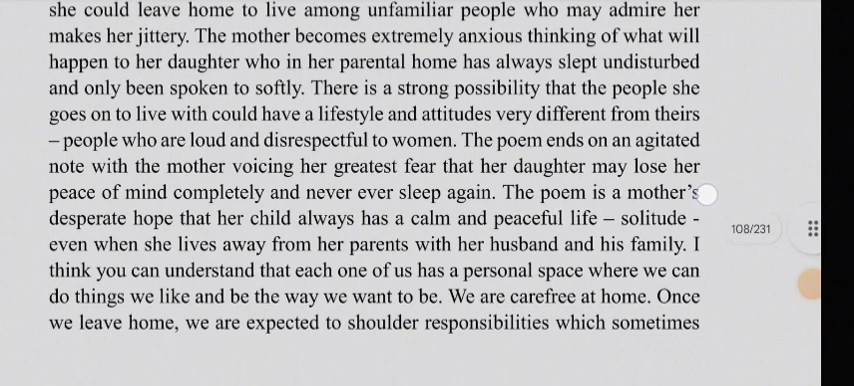 she could leave home to live among unfamiliar people who may admire her
makes her jittery. The mother becomes extremely anxious thinking of what will
happen to her daughter who in her parental home has always slept undisturbed
and only been spoken to softly. There is a strong possibility that the people she
goes on to live with could have a lifestyle and attitudes very different from theirs
– people who are loud and disrespectful to women. The poem ends on an agitated
note with the mother voicing her greatest fear that her daughter may lose her
peace of mind completely and never ever sleep again. The poem is a mother's
desperate hope that her child always has a calm and peaceful life – solitude -
even when she lives away from her parents with her husband and his family. I
think you can understand that each one of us has a personal space where we can
do things we like and be the way we want to be. We are carefree at home. Once
we leave home, we are expected to shoulder responsibilities which sometimes
108/231